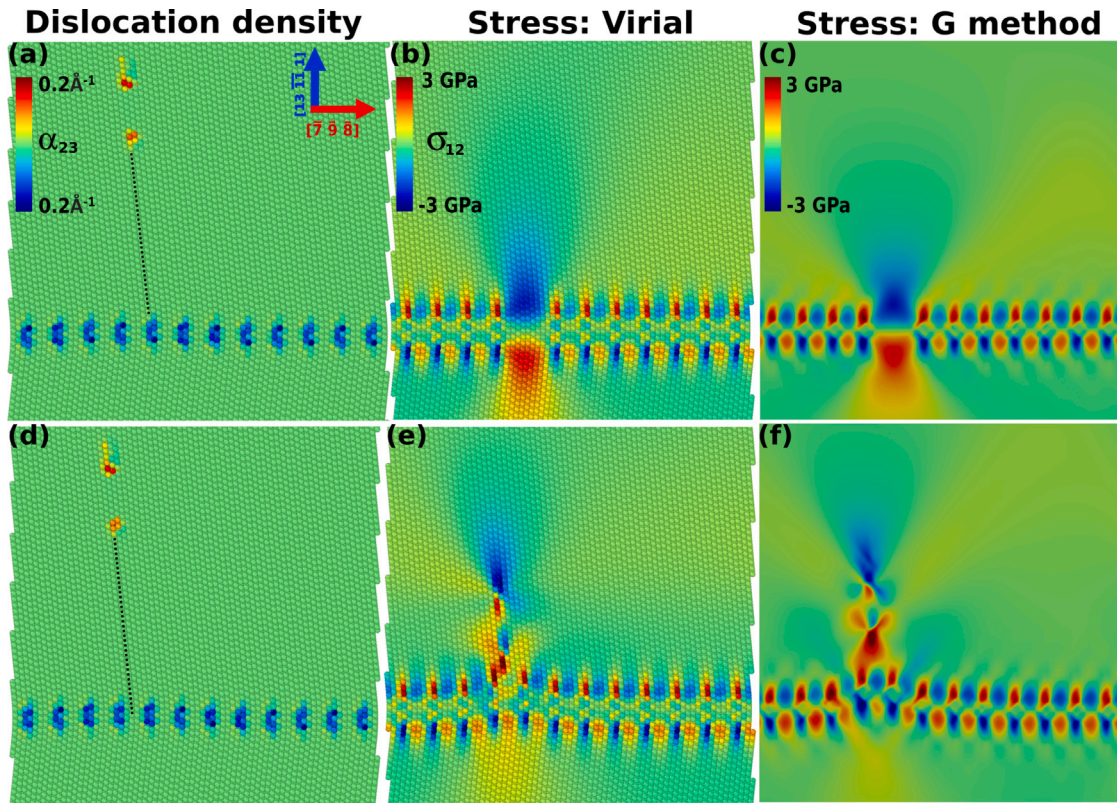 Dislocation density
Stress: Virial
Stress: G method
(a)
0.2Å⁻¹
α₂₃
0.2Å⁻¹
[13 1̅1̅ 1]
[7̅ 9̅ 8̅]
(b)
3 GPa
σ₁₂
-3 GPa
(c)
3 GPa
-3 GPa
(d)
(e)
(f)